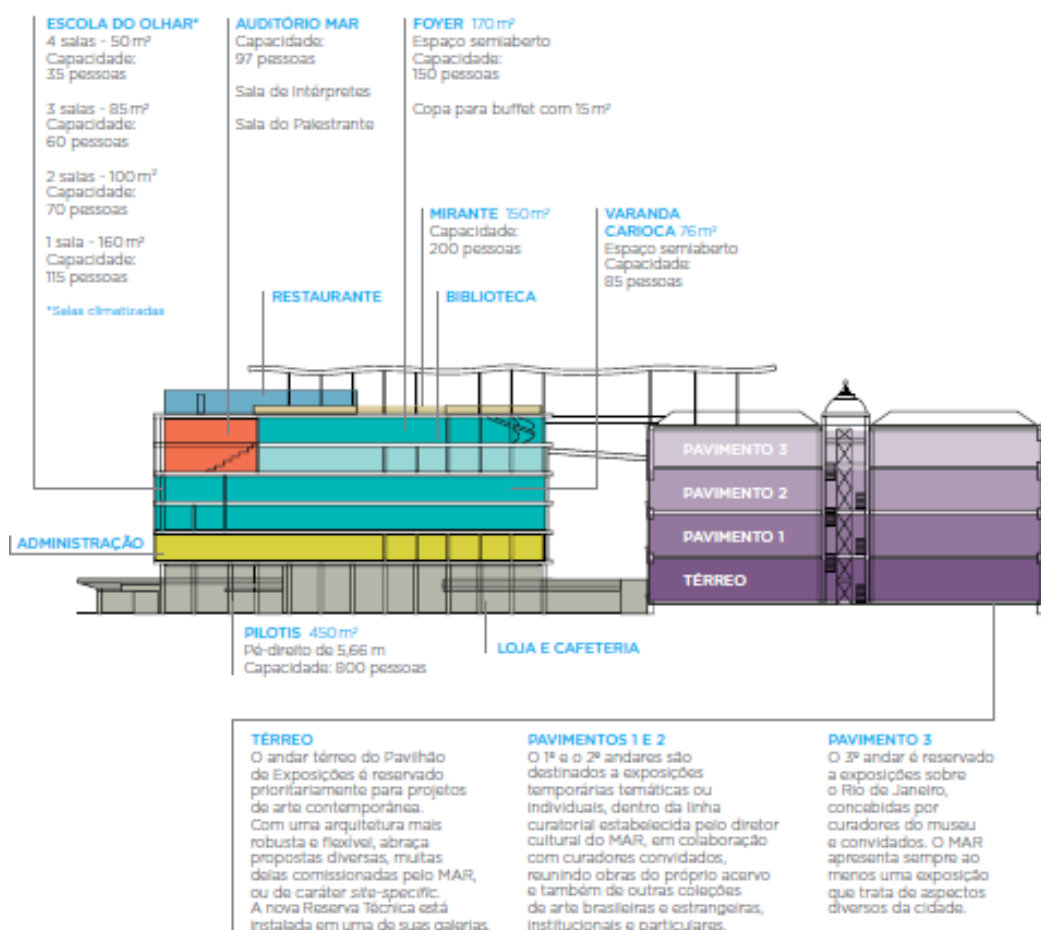 ESCOLA DO OLHAR*
4 salas - 50 m²
Capacidade:
35 pessoas
3 salas - 85 m²
Capacidade:
60 pessoas
2 salas - 100 m²
Capacidade:
70 pessoas
1 sala - 160 m²
Capacidade:
115 pessoas
*Salas climatizadas
AUDITÓRIO MAR
Capacidade:
97 pessoas
Sala de Intérpretes
Sala do Palestrante
FOYER 170 m²
Espaço semiaberto
Capacidade:
150 pessoas
Copa para buffet com 15 m²
MIRANTE 150 m²
Capacidade:
200 pessoas
VARANDA
CARIOCA 76 m²
Espaço semiaberto
Capacidade:
85 pessoas
RESTAURANTE
BIBLIOTECA
PAVIMENTO 3
PAVIMENTO 2
PAVIMENTO 1
TÉRREO
ADMINISTRAÇÃO
PILOTIS 450 m²
Pé-direito de 5,66 m
Capacidade: 800 pessoas
LOJA E CAFETERIA
TÉRREO
O andar térreo do Pavilhão
de Exposições é reservado
prioritariamente para projetos
de arte contemporânea.
Com uma arquitetura mais
robusta e flexível, abraça
propostas diversas, muitas
delas comissionadas pelo MAR,
ou de caráter site-specific.
A nova Reserva Técnica está
instalada em uma de suas galerias.
PAVIMENTOS 1 E 2
O 1º e o 2º andares são
destinados a exposições
temporárias temáticas ou
individuais, dentro da linha
curatorial estabelecida pelo diretor
cultural do MAR, em colaboração
com curadores convidados,
reunindo obras do próprio acervo
e também de outras coleções
de arte brasileiras e estrangeiras,
institucionais e particulares.
PAVIMENTO 3
O 3º andar é reservado
a exposições sobre
o Rio de Janeiro,
concebidas por
curadores do museu
e convidados. O MAR
apresenta sempre ao
menos uma exposição
que trata de aspectos
diversos da cidade.